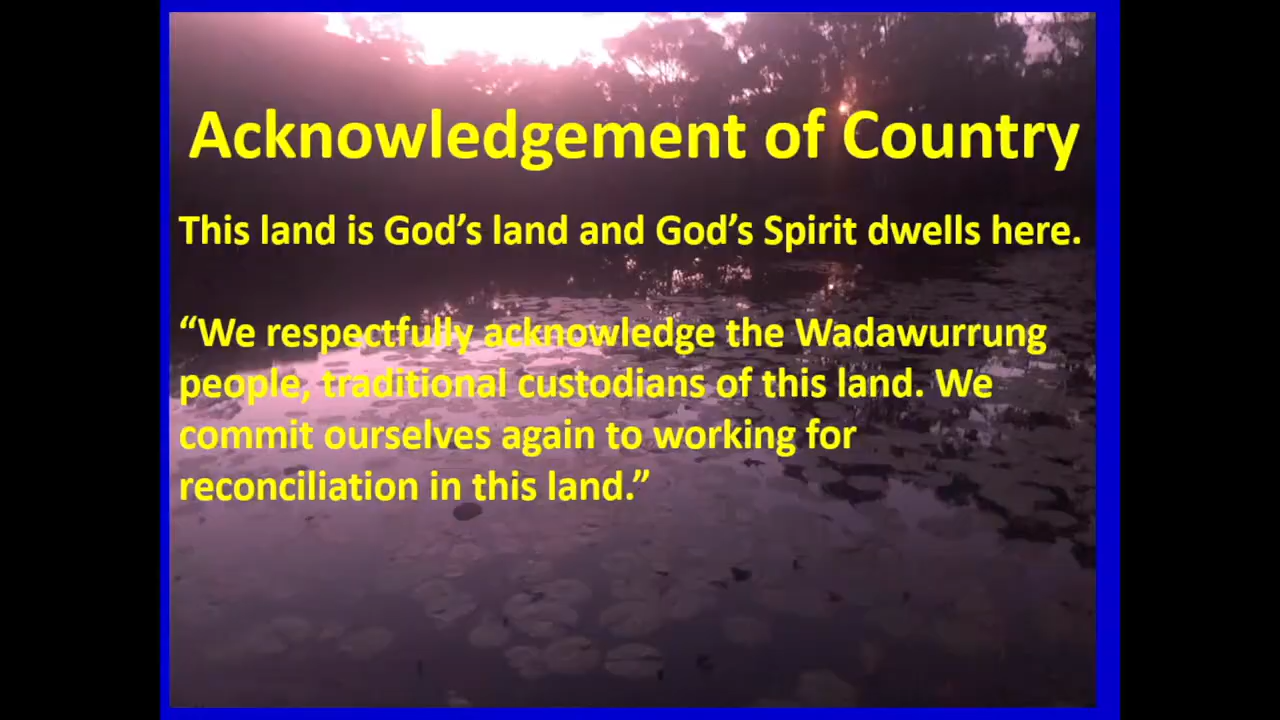 Acknowledgement of Country
This land is God’s land and God’s Spirit dwells here.
“We respectfully acknowledge the Wadawurrung
people, traditional custodians of this land. We
commit ourselves again to working for
reconciliation in this land.”